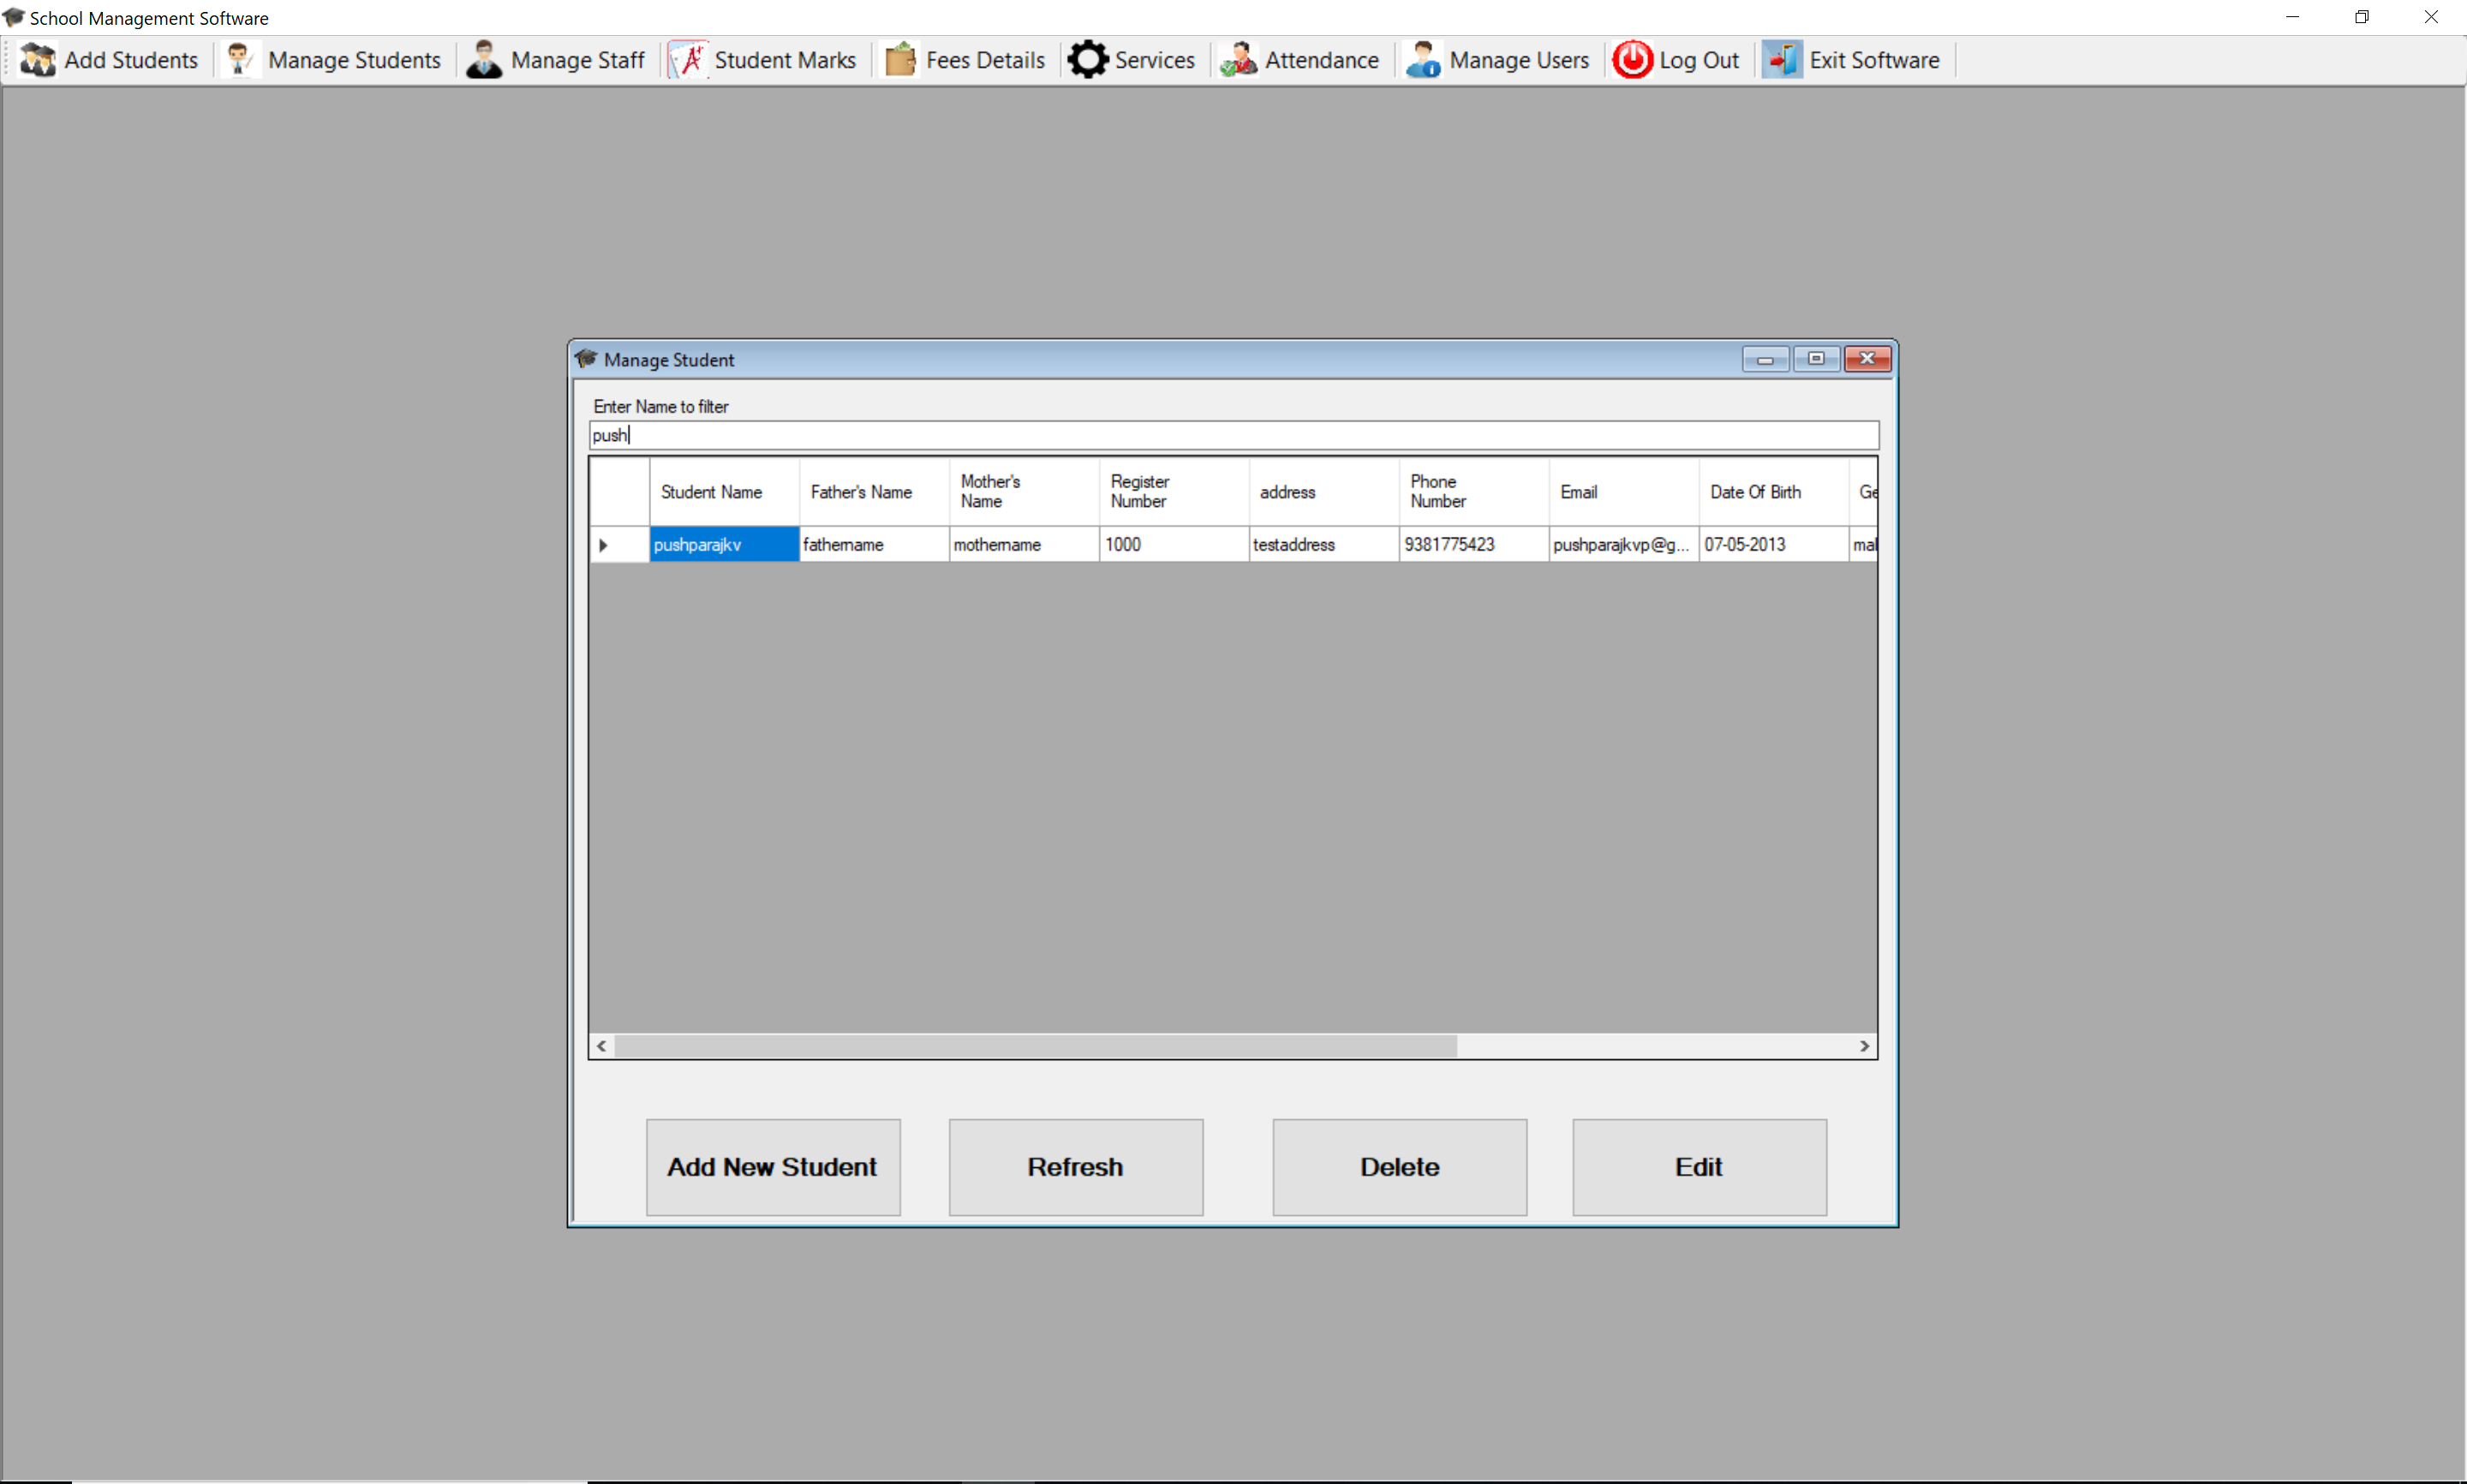 School Management Software
Add Students Manage Students Manage Staff Student Marks Fees Details Services Attendance Manage Users Log Out Exit Software
Manage Student
Enter Name to filter
push
Student Name Father's Name Mother's Name Register Number address Phone Number Email Date Of Birth Ge
pushparajkv fathername mothername 1000 testaddress 9381775423 pushparajkvp@g... 07-05-2013 mal
Add New Student Refresh Delete Edit